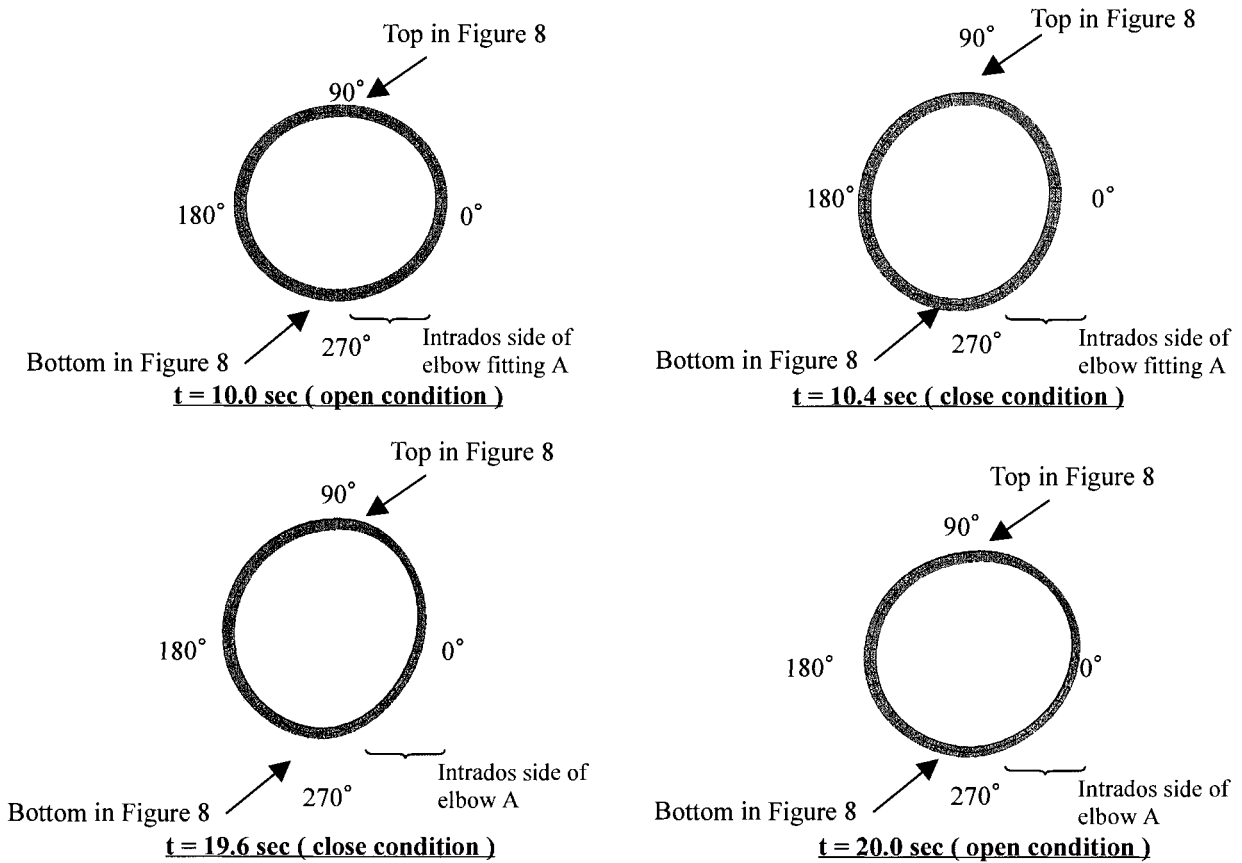 Top in Figure 8
90°
180°
0°
270°
Intrados side of
elbow fitting A
Bottom in Figure 8
t = 10.0 sec ( open condition )
Top in Figure 8
90°
180°
0°
270°
Intrados side of
elbow fitting A
Bottom in Figure 8
t = 10.4 sec ( close condition )
Top in Figure 8
90°
180°
0°
270°
Intrados side of
elbow A
Bottom in Figure 8
t = 19.6 sec ( close condition )
Top in Figure 8
90°
180°
0°
270°
Intrados side of
elbow A
Bottom in Figure 8
t = 20.0 sec ( open condition )